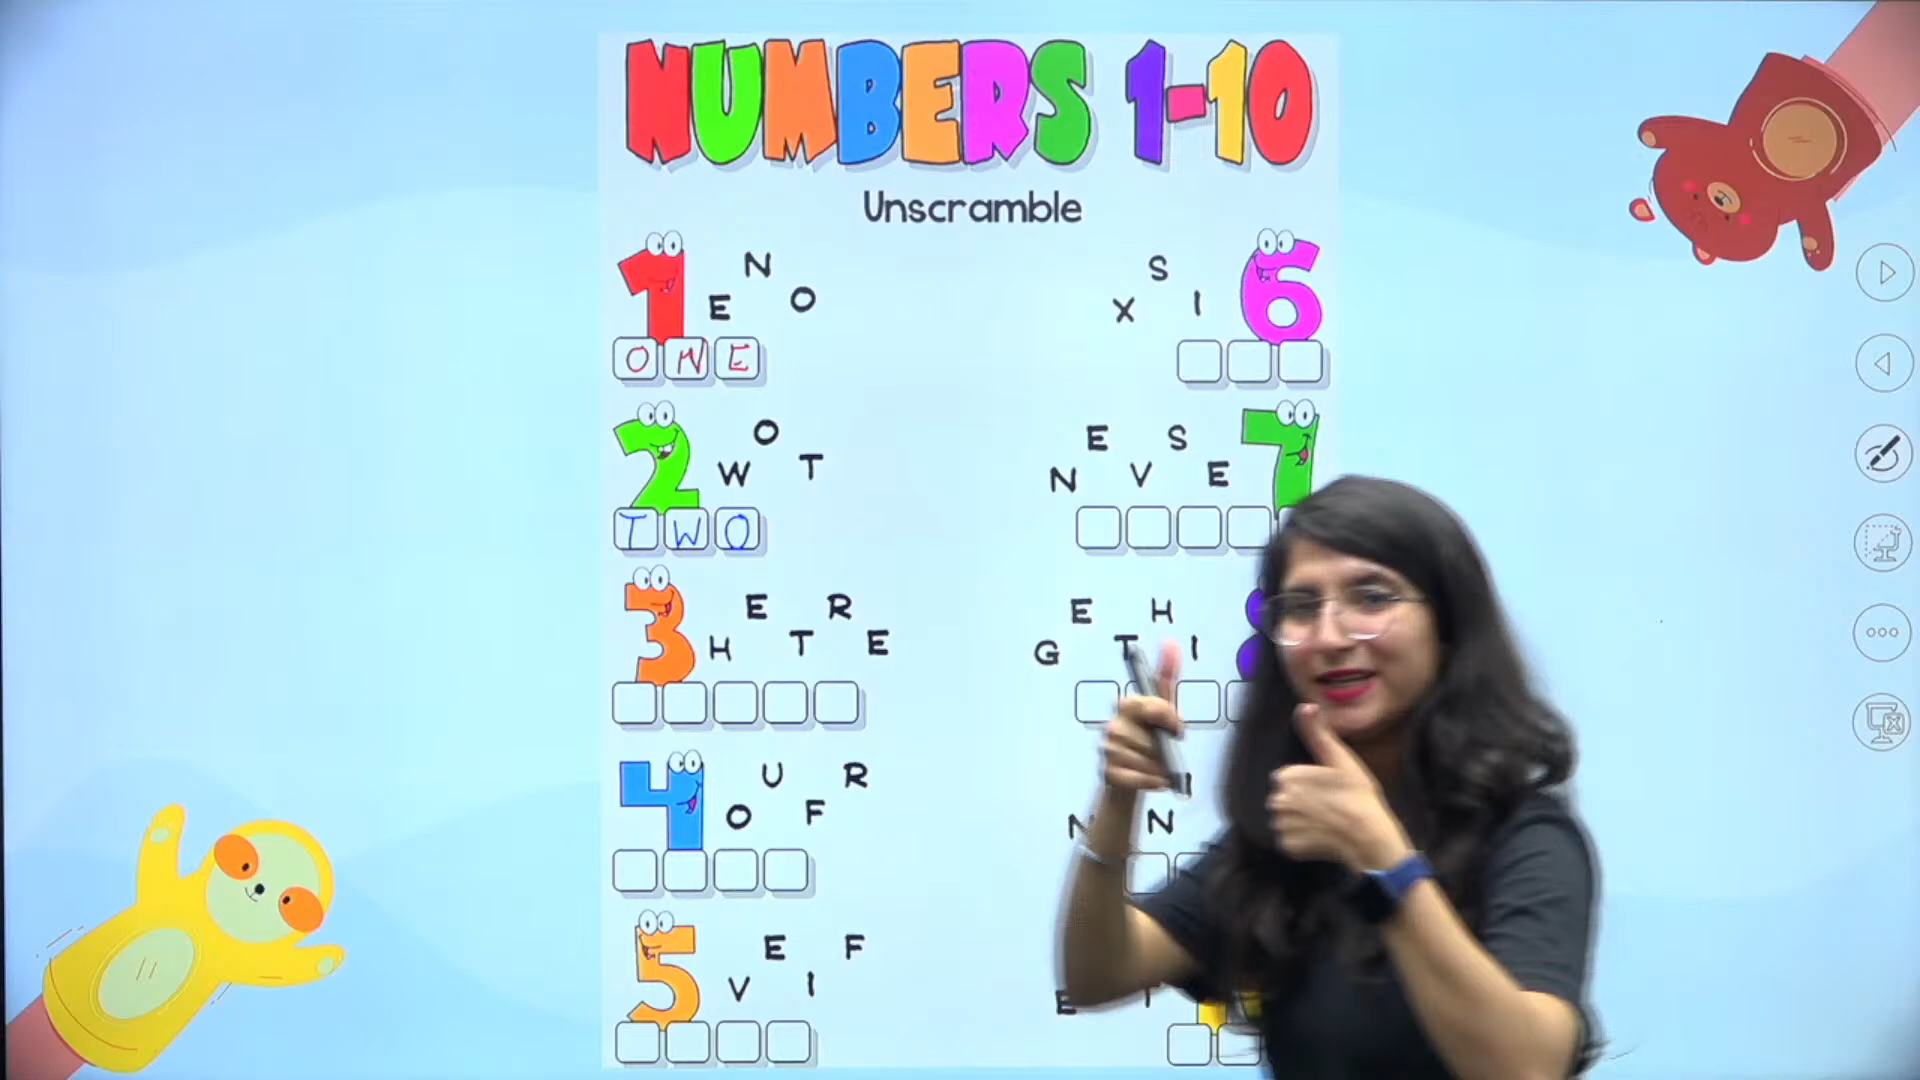 NUMBERS 1-10
Unscramble
1 N E O
ONE
6 S X I
2 O W T
TWO
7 E S N V E
3 E R H T E
E H G T I
4 U R O F
I N N
5 E F V I
E T